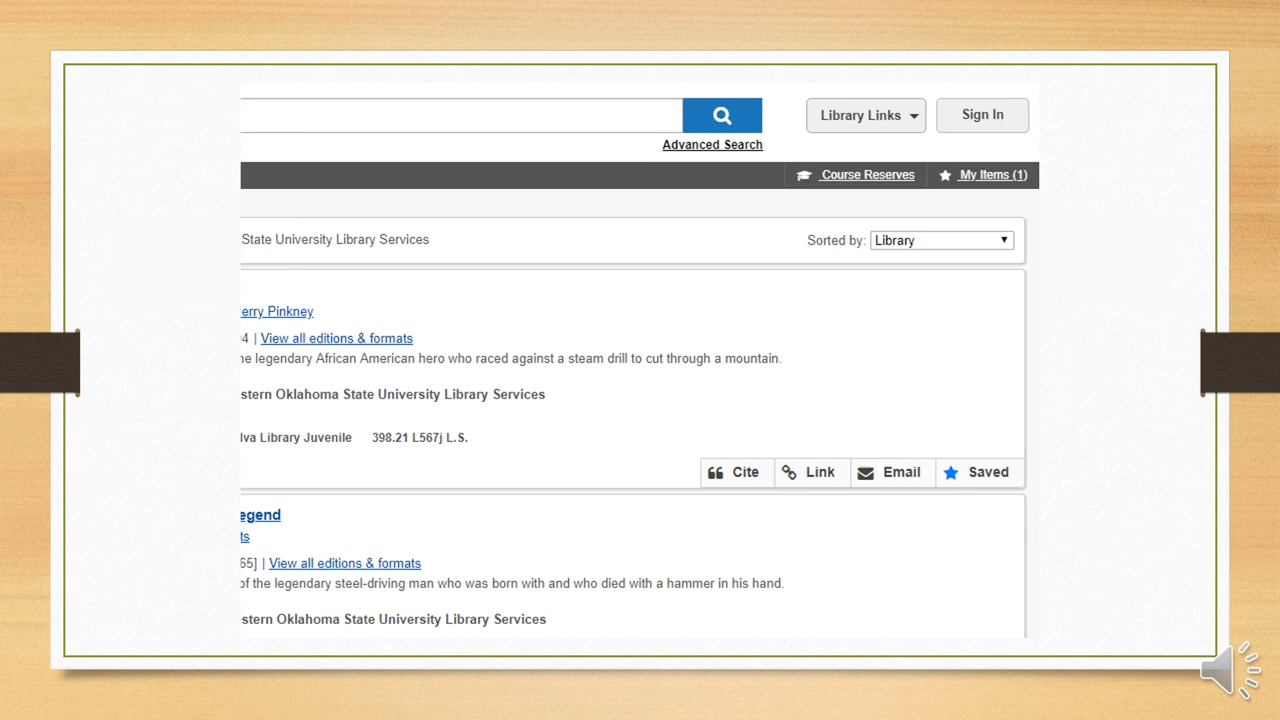 Library Links Sign In
Advanced Search
Course Reserves My Items (1)
State University Library Services Sorted by: Library
erry Pinkney
94 | View all editions & formats
he legendary African American hero who raced against a steam drill to cut through a mountain.
stern Oklahoma State University Library Services
lva Library Juvenile 398.21 L567j L.S.
Cite Link Email Saved
egend
ts
65] | View all editions & formats
of the legendary steel-driving man who was born with and who died with a hammer in his hand.
stern Oklahoma State University Library Services